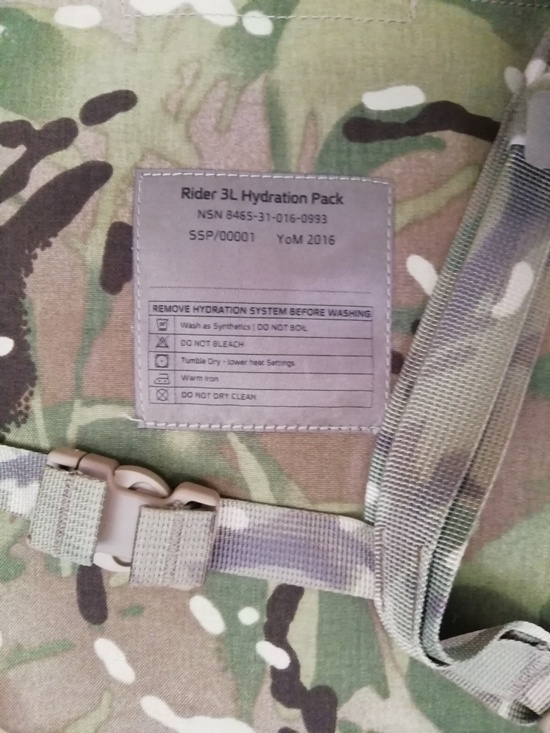 Rider 3L Hydration Pack
NSN 8465-31-016-0993
SSP/00001 YoM 2016
REMOVE HYDRATION SYSTEM BEFORE WASHING
Wash as Synthetics | DO NOT BOIL
DO NOT BLEACH
Tumble Dry - lower heat Settings
Warm Iron
DO NOT DRY CLEAN